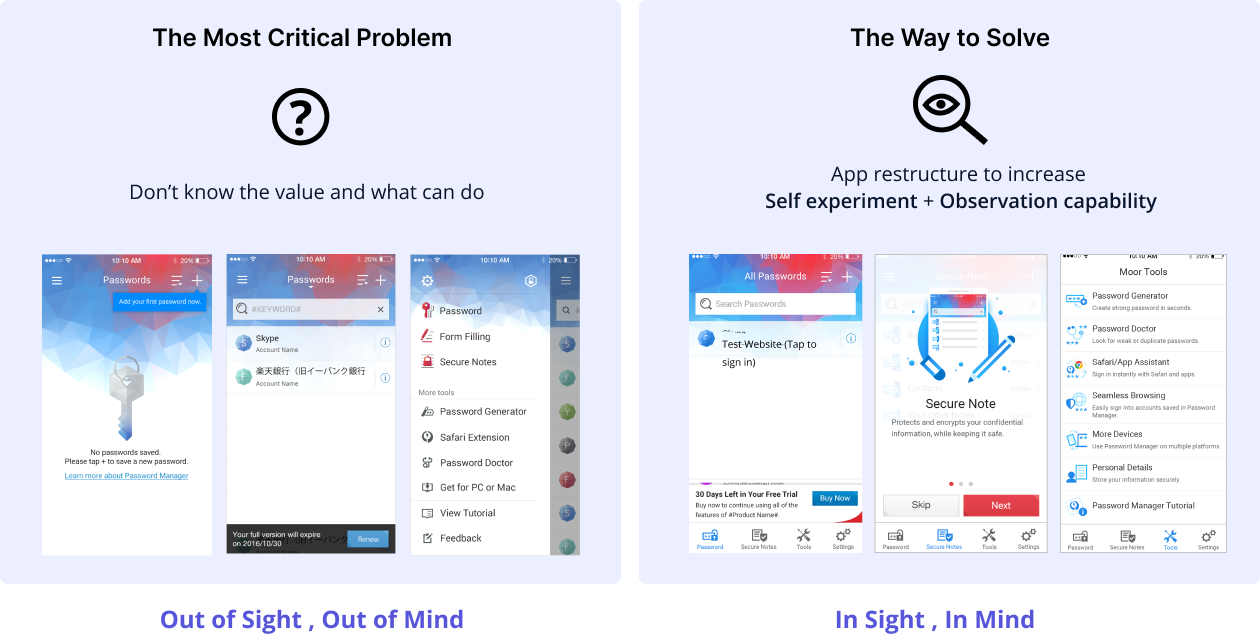 The Most Critical Problem
Don't know the value and what can do
10:10 AM
20%
Passwords
Add your first password now.
No passwords saved.
Please tap + to save a new password.
Learn more about Password Manager
10:10 AM
20%
Passwords
#KEYWORD#
S
Skype
Account Name
F
楽天銀行（旧イーバンク銀行
Account Name
Your full version will expire
on 2016/10/30
Renew
10:10 AM
20%
Password
Form Filling
Secure Notes
More tools
Password Generator
Safari Extension
Password Doctor
Get for PC or Mac
View Tutorial
Feedback
S
F
Y
P
F
S
F
Out of Sight , Out of Mind
The Way to Solve
App restructure to increase
Self experiment + Observation capability
10:10 AM
20%
All Passwords
Search Passwords
Skype
Test Website (Tap to
sign in)
30 Days Left in Your Free Trial
Buy now to continue using all of the
features of #Product Name#.
Buy Now
Password
Secure Notes
Tools
Settings
10:10 AM
20%
Secure Note
Contacts
Secure Note
Protects and encrypts your confidential
information, while keeping it safe.
Skip
Next
Password
Secure Notes
Tools
Settings
10:10 AM
20%
Moor Tools
Password Generator
Create strong password in seconds.
Password Doctor
Look for weak or duplicate passwords.
Safari/App Assistant
Sign in instantly with Safari and apps.
Seamless Browsing
Easily sign into accounts saved in Password
Manager.
More Devices
Use Password Manager on multiple platforms.
Personal Details
Store your information securely.
Password Manager Tutorial
Password
Secure Notes
Tools
Settings
In Sight , In Mind